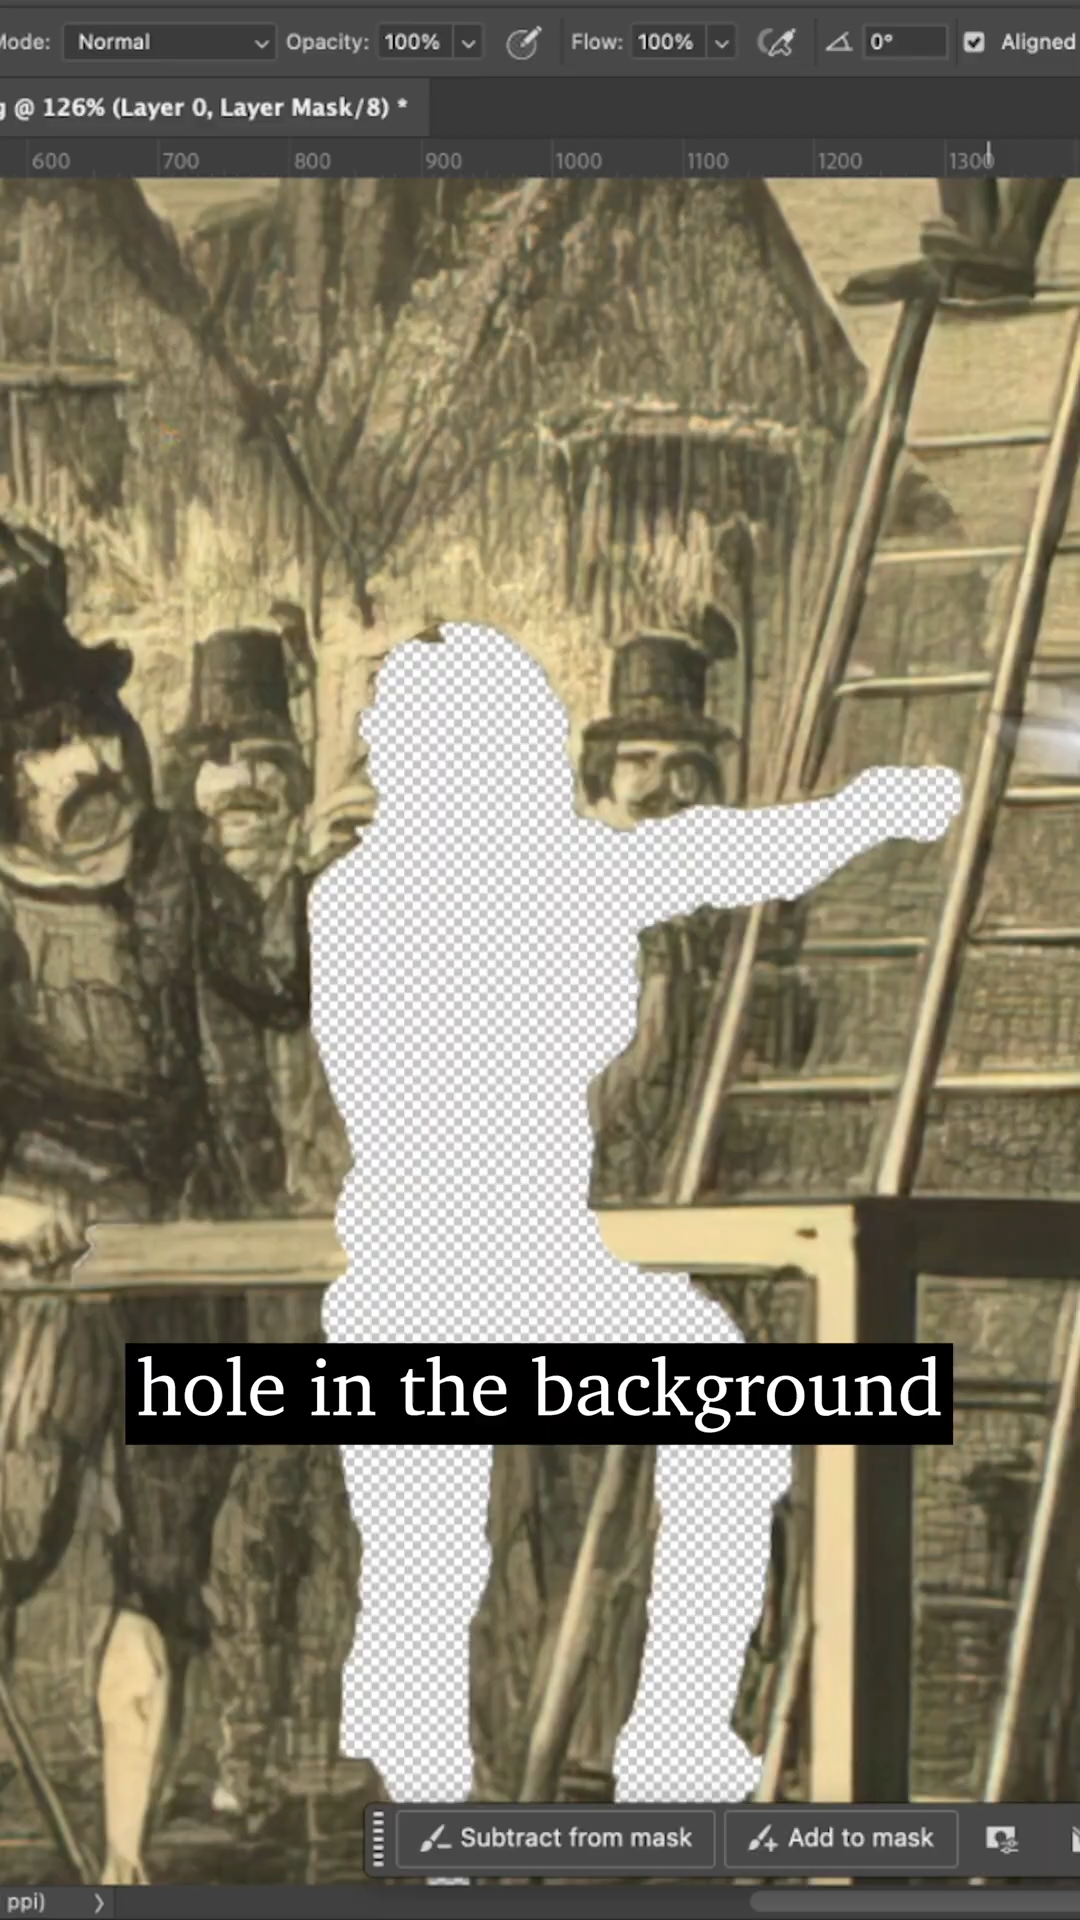 Mode: Normal Opacity: 100% Flow: 100% 0° Aligned
g @ 126% (Layer 0, Layer Mask/8) *
600 700 800 900 1000 1100 1200 1300
hole in the background
Subtract from mask Add to mask
ppi)